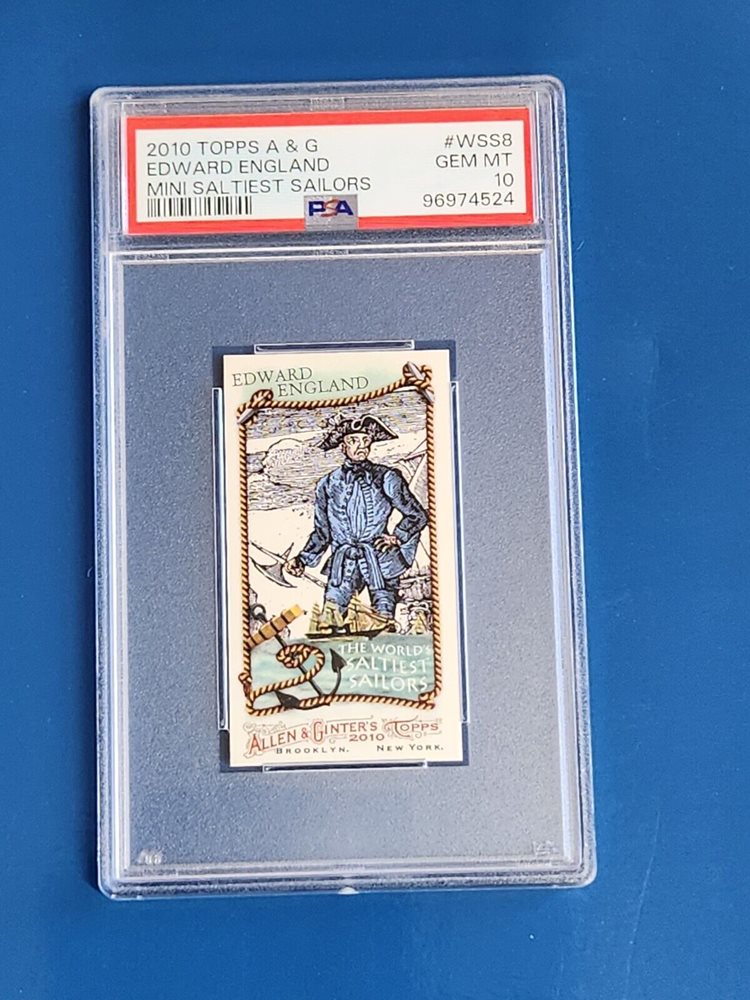 2010 TOPPS A & G #WSS8
EDWARD ENGLAND GEM MT
MINI SALTIEST SAILORS 10
96974524
PSA
EDWARD
ENGLAND
THE WORLD'S
SALTIEST
SAILORS
ALLEN & GINTER'S TOPPS
2010
BROOKLYN. NEW YORK.